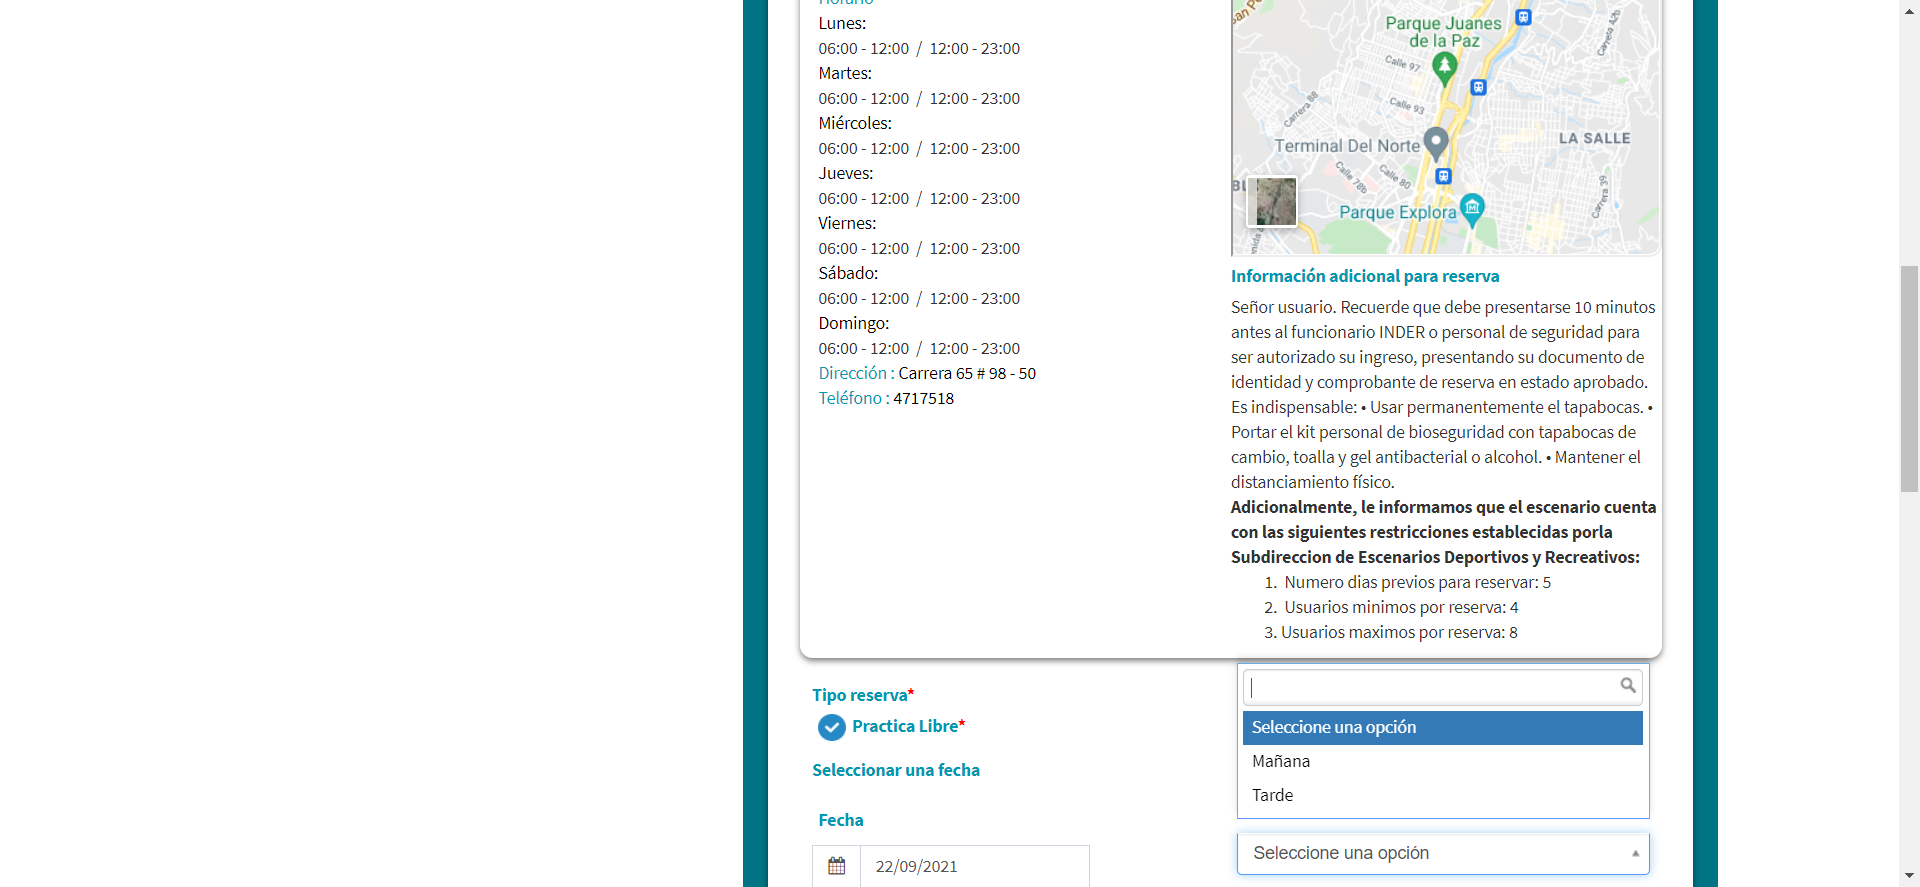 Horario
Lunes:
06:00 - 12:00 / 12:00 - 23:00
Martes:
06:00 - 12:00 / 12:00 - 23:00
Miércoles:
06:00 - 12:00 / 12:00 - 23:00
Jueves:
06:00 - 12:00 / 12:00 - 23:00
Viernes:
06:00 - 12:00 / 12:00 - 23:00
Sábado:
06:00 - 12:00 / 12:00 - 23:00
Domingo:
06:00 - 12:00 / 12:00 - 23:00
Dirección : Carrera 65 # 98 - 50
Teléfono : 4717518
Parque Juanes
de la Paz
Carrera 42b
Calle 97
Carrera 88
Calle 93
Terminal Del Norte
LA SALLE
Calle 78b
Calle 80
Carrera 39
Parque Explora
Información adicional para reserva
Señor usuario. Recuerde que debe presentarse 10 minutos
antes al funcionario INDER o personal de seguridad para
ser autorizado su ingreso, presentando su documento de
identidad y comprobante de reserva en estado aprobado.
Es indispensable: • Usar permanentemente el tapabocas. •
Portar el kit personal de bioseguridad con tapabocas de
cambio, toalla y gel antibacterial o alcohol. • Mantener el
distanciamiento físico.
Adicionalmente, le informamos que el escenario cuenta
con las siguientes restricciones establecidas porla
Subdireccion de Escenarios Deportivos y Recreativos:
1. Numero dias previos para reservar: 5
2. Usuarios minimos por reserva: 4
3. Usuarios maximos por reserva: 8
Tipo reserva*
Practica Libre*
Seleccionar una fecha
Fecha
22/09/2021
Seleccione una opción
Mañana
Tarde
Seleccione una opción